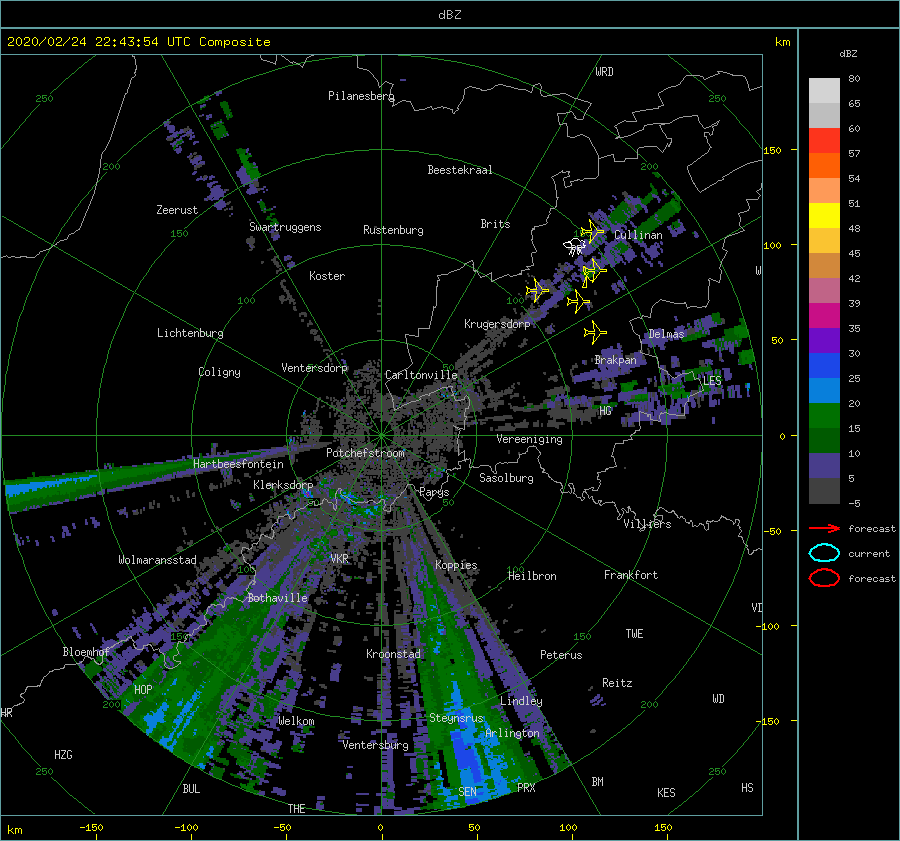 dBZ
2020/02/24 22:43:54 UTC Composite
km
dBZ
WRD
250
Pilanesberg
250
80
65
60
57
54
51
48
45
42
39
35
30
25
20
15
10
5
-5
150
200
Beestekraal
200
Zeerust
Swartruggens
Rustenburg
Brits
150
Cullinan
100
Koster
W
100
100
Krugersdorp
Lichtenburg
Delmas
50
Coligny
Ventersdorp
Carltonville
Brakpan
LES
HG
Vereeniging
0
Potchefstroom
Hartbeesfontein
Sasolburg
Klerksdorp
Parys
50
50
Villiers
forecast
-50
VKR
current
Wolmaransstad
Koppies
100
100
Heilbron
Frankfort
forecast
Bothaville
VI
-100
150
150
TWE
Bloemhof
Kroonstad
Peterus
HOP
Reitz
WD
200
Lindley
200
HR
Welkom
Steynsrus
-150
Arlington
Ventersburg
HZG
250
250
BUL
SEN
PRX
BM
KES
HS
THE
km
-150
-100
-50
0
50
100
150